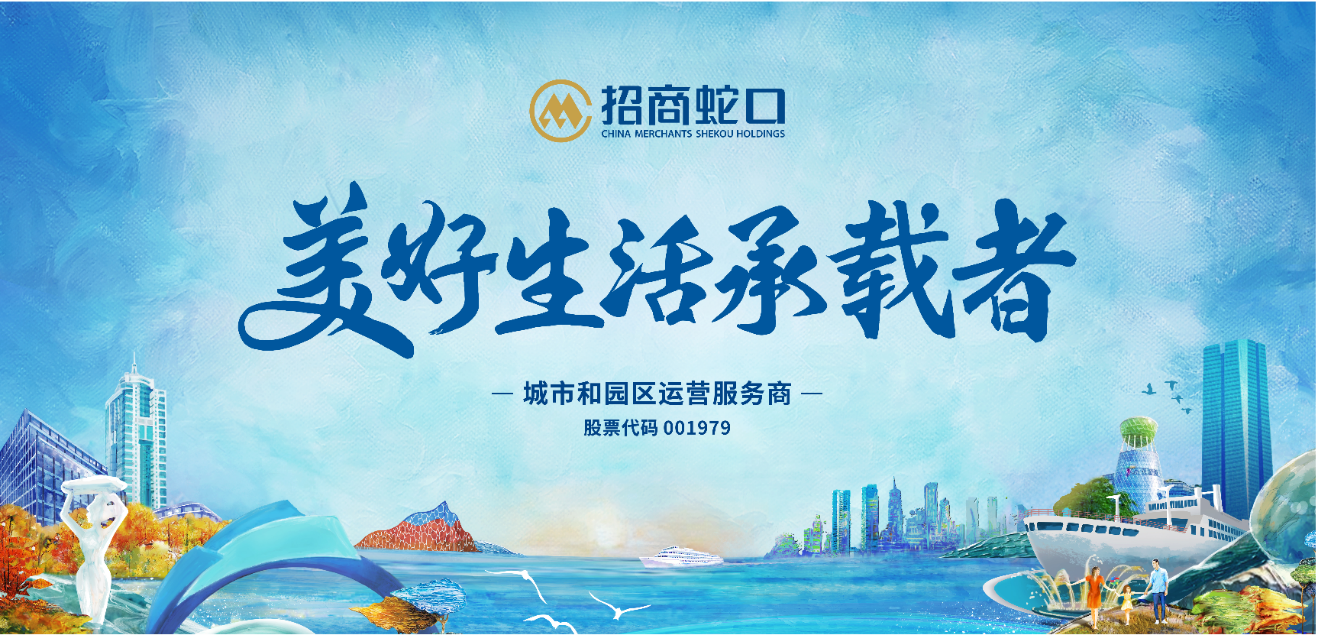 招商蛇口
CHINA MERCHANTS SHEKOU HOLDINGS
美好生活承载者
— 城市和园区运营服务商 —
股票代码 001979